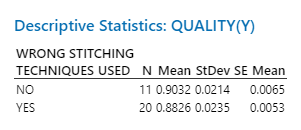 Descriptive Statistics: QUALITY(Y)
WRONG STITCHING
TECHNIQUES USED N Mean StDev SE Mean
NO 11 0.9032 0.0214 0.0065
YES 20 0.8826 0.0235 0.0053